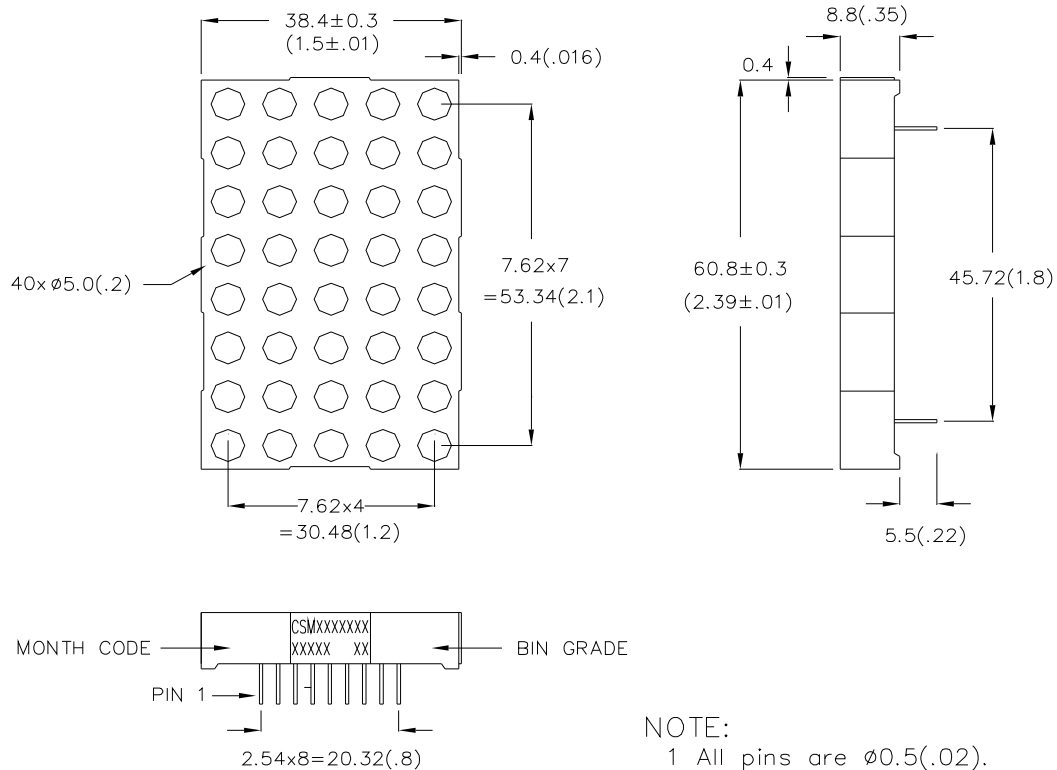 38.4±0.3
(1.5±.01)
0.4(.016)
8.8(.35)
0.4
40xø5.0(.2)
7.62x7
=53.34(2.1)
60.8±0.3
(2.39±.01)
45.72(1.8)
7.62x4
=30.48(1.2)
5.5(.22)
CSMXXXXXXX
XXXXX XX
MONTH CODE
BIN GRADE
PIN 1
2.54x8=20.32(.8)
NOTE:
1 All pins are ø0.5(.02).